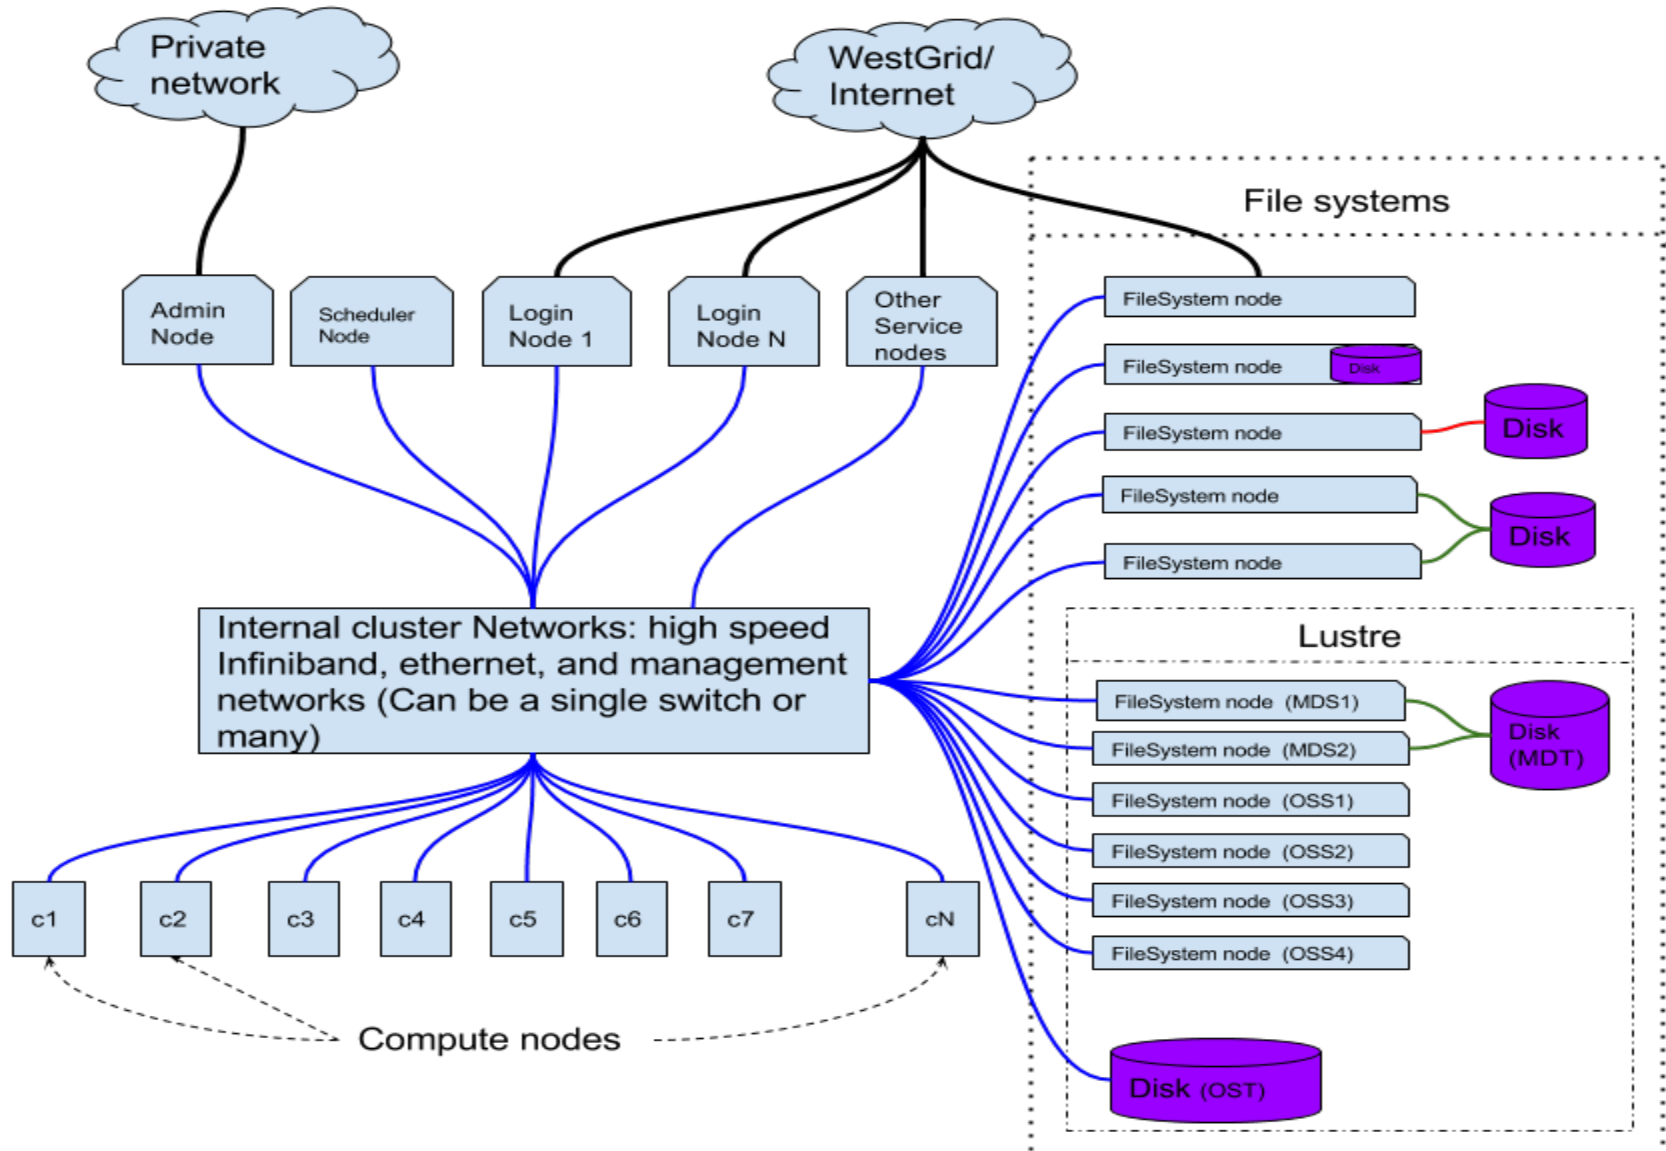 Private
network
WestGrid/
Internet
File systems
Admin
Node
Scheduler
Node
Login
Node 1
Login
Node N
Other
Service
nodes
FileSystem node
FileSystem node
Disk
FileSystem node
Disk
FileSystem node
Disk
FileSystem node
Internal cluster Networks: high speed
Infiniband, ethernet, and management
networks (Can be a single switch or
many)
Lustre
FileSystem node (MDS1)
FileSystem node (MDS2)
Disk
(MDT)
FileSystem node (OSS1)
FileSystem node (OSS2)
FileSystem node (OSS3)
FileSystem node (OSS4)
Disk (OST)
c1
c2
c3
c4
c5
c6
c7
cN
Compute nodes